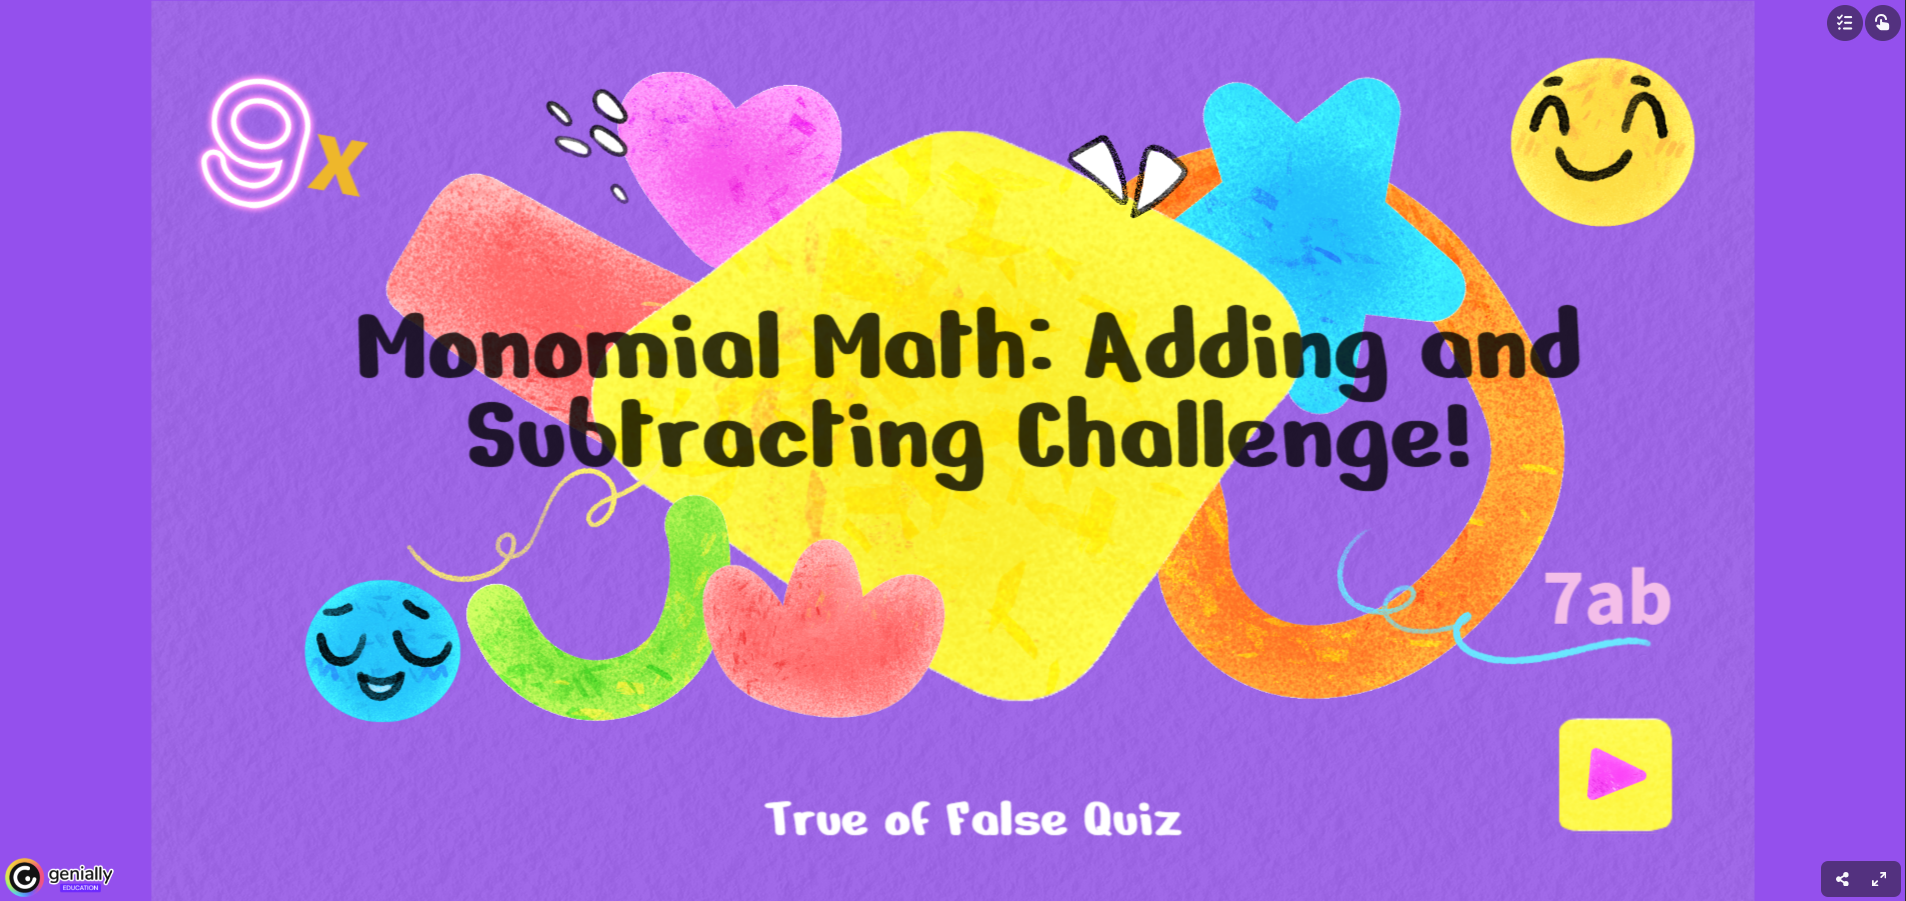 9x
Monomial Math: Adding and
Subtracting Challenge!
7ab
True of False Quiz
genially
EDUCATION